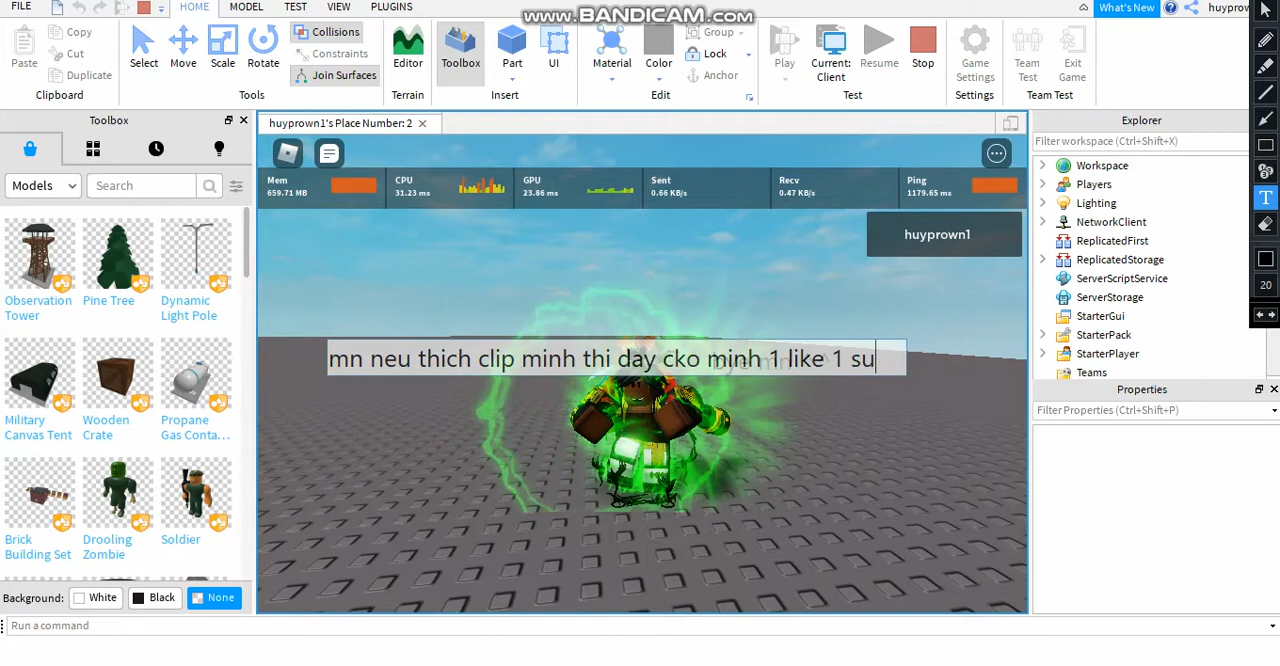 FILE HOME MODEL TEST VIEW PLUGINS
www.BANDICAM.com
What's New huyprow
Paste Copy Cut Duplicate Clipboard
Select Move Scale Rotate Collisions Constraints Join Surfaces Tools
Editor Terrain
Toolbox Part UI Insert
Material Color Group Lock Anchor Edit
Play Current: Client Resume Stop Test
Game Settings Settings
Team Test Exit Game Team Test
Toolbox
Models Search
Observation Tower
Pine Tree
Dynamic Light Pole
Military Canvas Tent
Wooden Crate
Propane Gas Conta...
Brick Building Set
Drooling Zombie
Soldier
Background: White Black None
Run a command
huyprown1's Place Number: 2
Mem 659.71 MB
CPU 31.23 ms
GPU 23.86 ms
Sent 0.66 KB/s
Recv 0.47 KB/s
Ping 1179.65 ms
huyprown1
mn neu thich clip minh thi day cko minh 1 like 1 su
bye mn
Explorer
Filter workspace (Ctrl+Shift+X)
Workspace
Players
Lighting
NetworkClient
ReplicatedFirst
ReplicatedStorage
ServerScriptService
ServerStorage
StarterGui
StarterPack
StarterPlayer
Teams
Properties
Filter Properties (Ctrl+Shift+P)
T
20